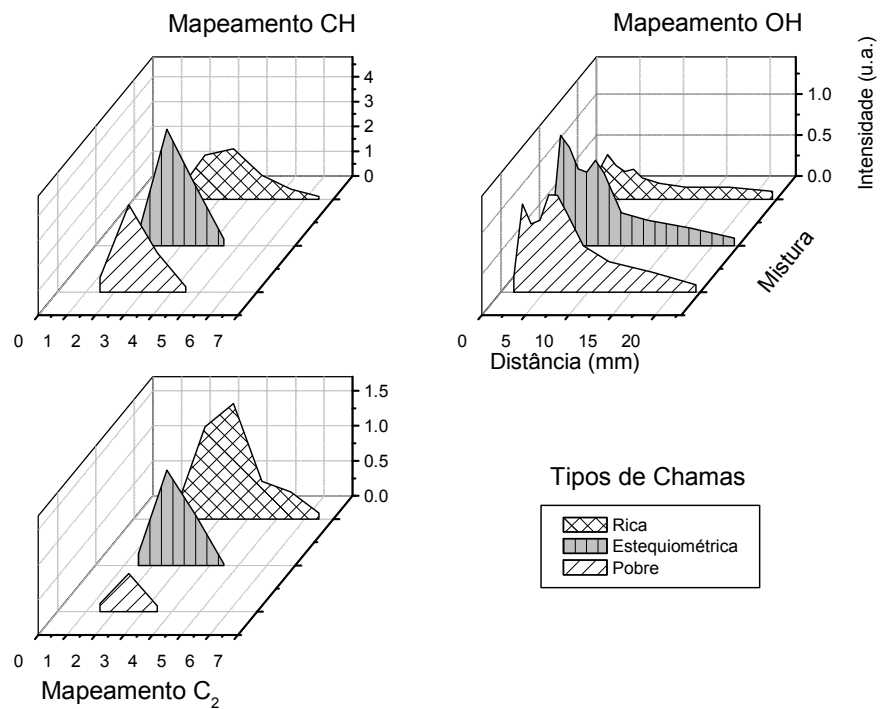 Mapeamento CH
4
3
2
1
0
0 1 2 3 4 5 6 7
Mapeamento OH
Intensidade (u.a.)
1.0
0.5
0.0
Mistura
0 5 10 15 20
Distância (mm)
1.5
1.0
0.5
0.0
0 1 2 3 4 5 6 7
Mapeamento C₂
Tipos de Chamas
Rica
Estequiométrica
Pobre